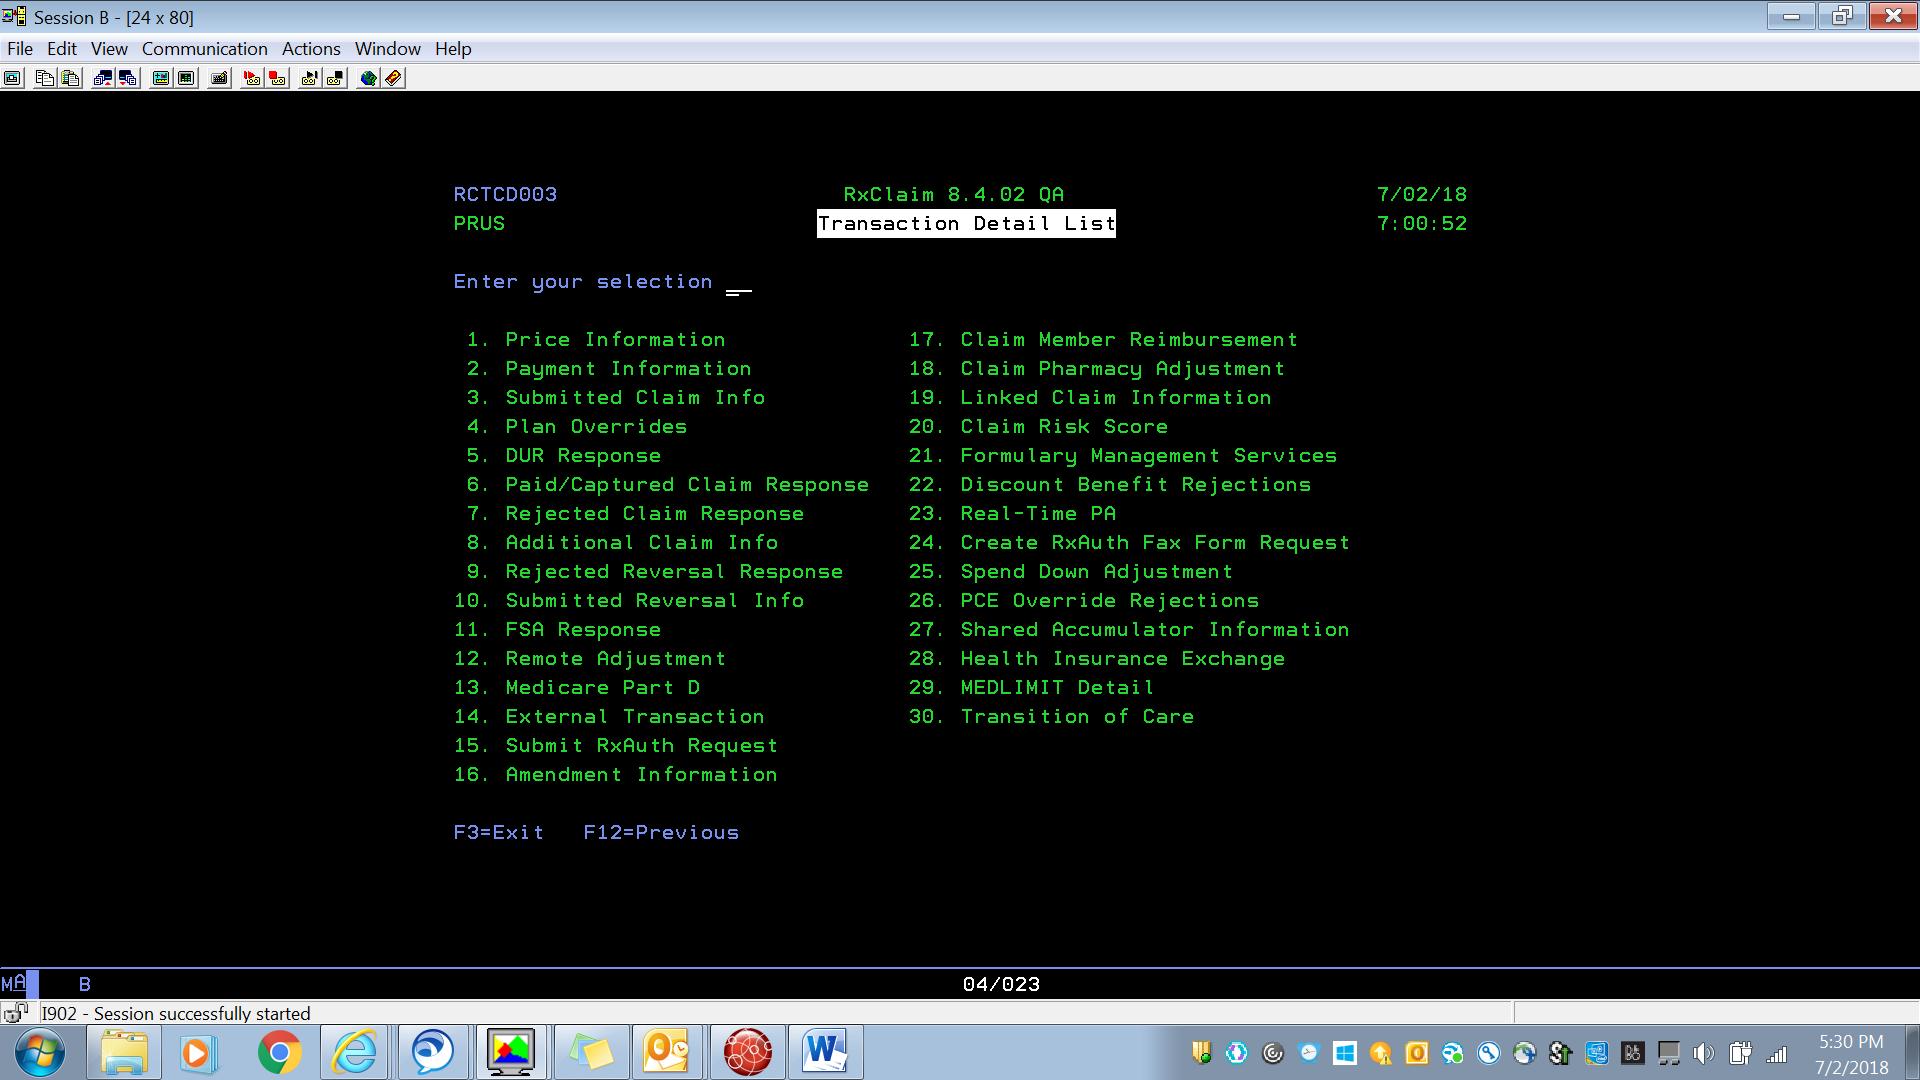 Session B - [24 x 80]
File Edit View Communication Actions Window Help
RCTCD003 RxClaim 8.4.02 QA 7/02/18
PRUS Transaction Detail List 7:00:52
Enter your selection __
1. Price Information 17. Claim Member Reimbursement
2. Payment Information 18. Claim Pharmacy Adjustment
3. Submitted Claim Info 19. Linked Claim Information
4. Plan Overrides 20. Claim Risk Score
5. DUR Response 21. Formulary Management Services
6. Paid/Captured Claim Response 22. Discount Benefit Rejections
7. Rejected Claim Response 23. Real-Time PA
8. Additional Claim Info 24. Create RxAuth Fax Form Request
9. Rejected Reversal Response 25. Spend Down Adjustment
10. Submitted Reversal Info 26. PCE Override Rejections
11. FSA Response 27. Shared Accumulator Information
12. Remote Adjustment 28. Health Insurance Exchange
13. Medicare Part D 29. MEDLIMIT Detail
14. External Transaction 30. Transition of Care
15. Submit RxAuth Request
16. Amendment Information
F3=Exit F12=Previous
MA B 04/023
I902 - Session successfully started
5:30 PM
7/2/2018